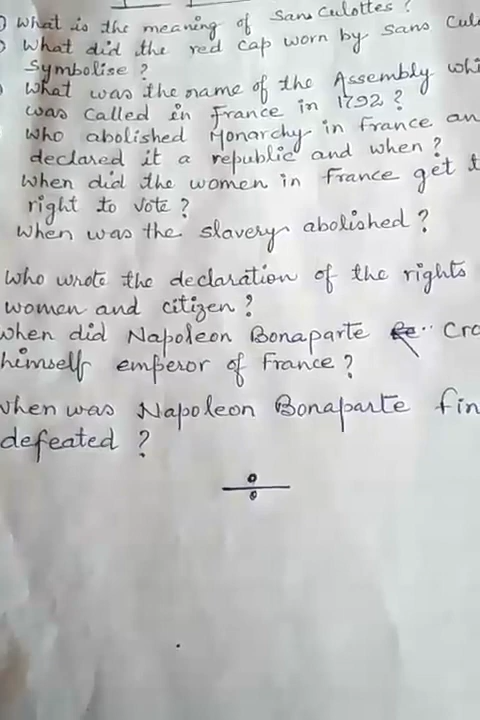 What is the meaning of Sans Culottes?
What did the red cap worn by Sans
Symbolise?
What was the name of the Assembly
was called in France in 1792?
Who abolished Monarchy in France
declared it a republic and when?
When did the women in France get
right to vote?
When was the slavery abolished?
Who wrote the declaration of the rights
women and citizen?
When did Napoleon Bonaparte
himself emperor of France?
When was Napoleon Bonaparte
defeated?